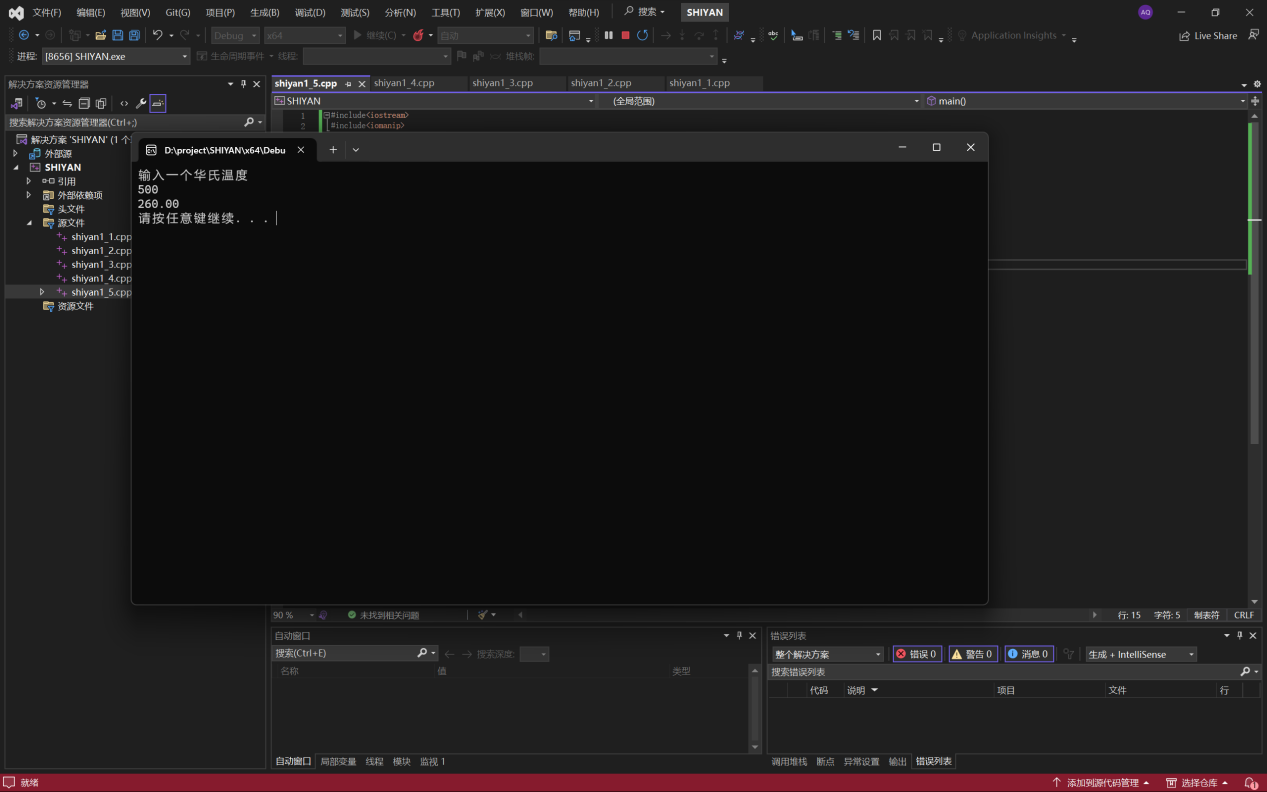 文件(F) 编辑(E) 视图(V) Git(G) 项目(P) 生成(B) 调试(D) 测试(S) 分析(N) 工具(T) 扩展(X) 窗口(W) 帮助(H) 搜索 SHIYAN AQ
Debug x64 继续(C) 自动 Application Insights Live Share
进程: [8656] SHIYAN.exe 生命周期事件 线程: 堆栈帧:
解决方案资源管理器
搜索解决方案资源管理器(Ctrl+;)
解决方案 'SHIYAN' (1 个
外部源
SHIYAN
引用
外部依赖项
头文件
源文件
shiyan1_1.cpp
shiyan1_2.cpp
shiyan1_3.cpp
shiyan1_4.cpp
shiyan1_5.cpp
资源文件
shiyan1_5.cpp shiyan1_4.cpp shiyan1_3.cpp shiyan1_2.cpp shiyan1_1.cpp
SHIYAN (全局范围) main()
1 #include<iostream>
2 #include<iomanip>
D:\project\SHIYAN\x64\Debu
输入一个华氏温度
500
260.00
请按任意键继续. . .
90 % 未找到相关问题 行: 15 字符: 5 制表符 CRLF
自动窗口
搜索(Ctrl+E) 搜索深度:
名称 值 类型
自动窗口 局部变量 线程 模块 监视 1
错误列表
整个解决方案 错误 0 警告 0 消息 0 生成 + IntelliSense
搜索错误列表
代码 说明 项目 文件 行
调用堆栈 断点 异常设置 输出 错误列表
就绪 添加到源代码管理 选择仓库 1